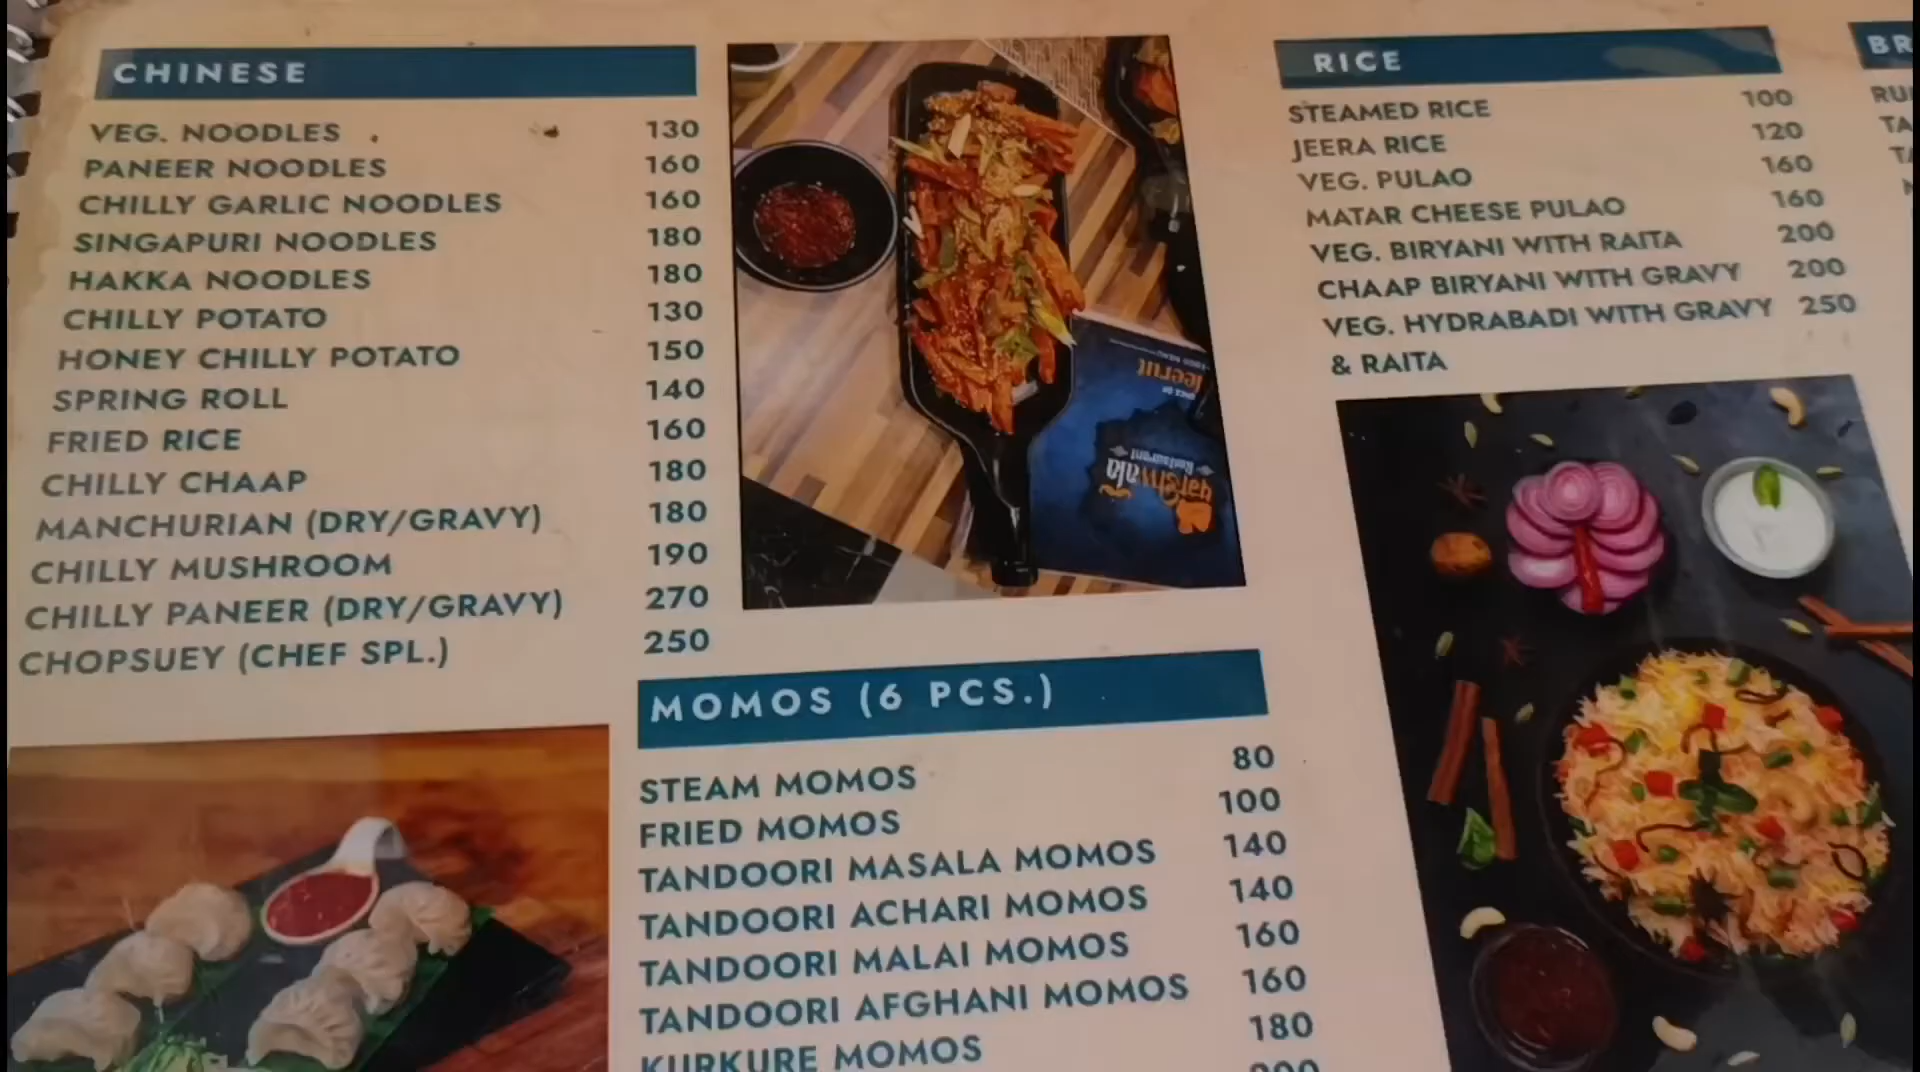 CHINESE
VEG. NOODLES 130
PANEER NOODLES 160
CHILLY GARLIC NOODLES 160
SINGAPURI NOODLES 180
HAKKA NOODLES 180
CHILLY POTATO 130
HONEY CHILLY POTATO 150
SPRING ROLL 140
FRIED RICE 160
CHILLY CHAAP 180
MANCHURIAN (DRY/GRAVY) 180
CHILLY MUSHROOM 190
CHILLY PANEER (DRY/GRAVY) 270
CHOPSUEY (CHEF SPL.) 250
MOMOS (6 PCS.)
STEAM MOMOS 80
FRIED MOMOS 100
TANDOORI MASALA MOMOS 140
TANDOORI ACHARI MOMOS 140
TANDOORI MALAI MOMOS 160
TANDOORI AFGHANI MOMOS 160
KURKURE MOMOS 180
Restaurant
RICE
STEAMED RICE 100
JEERA RICE 120
VEG. PULAO 160
MATAR CHEESE PULAO 160
VEG. BIRYANI WITH RAITA 200
CHAAP BIRYANI WITH GRAVY 200
VEG. HYDRABADI WITH GRAVY 250
& RAITA